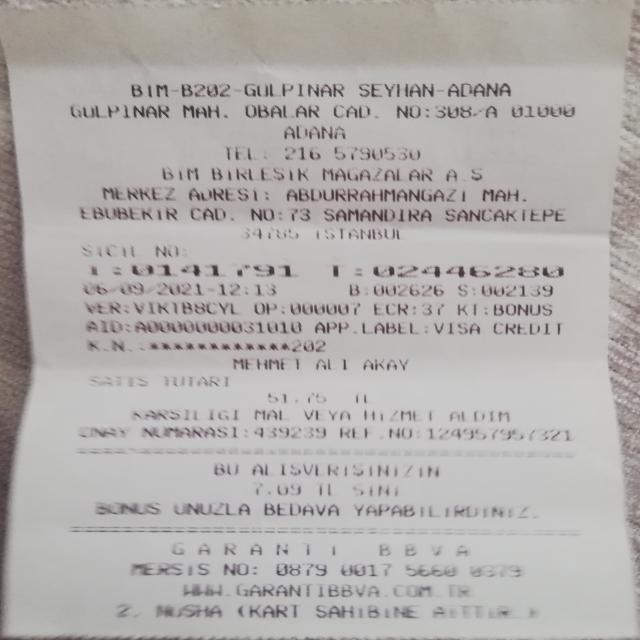 BIM-B202-GULPINAR SEYHAN-ADANA
GULPINAR MAH. OBALAR CAD. NO:308/A 01000
ADANA
TEL: 216 5790530
BIM BIRLESIK MAGAZALAR A.S
MERKEZ ADRESI: ABDURRAHMANGAZI MAH.
EBUBEKIR CAD. NO:73 SAMANDIRA SANCAKTEPE
34785 ISTANBUL
SICIL NO:
I:0141791 T:02446280
06/09/2021-12:13 B:002626 S:002139
VER:VIKTB8CYL OP:000007 ECR:37 KT:BONUS
AID:A0000000031010 APP.LABEL:VISA CREDIT
K.N.:************202
MEHMET ALI AKAY
SATIS TUTARI
51.75 TL
KARSILIGI MAL VEYA HIZMET ALDIM
ONAY NUMARASI:439239 REF.NO:124957957321
BU ALISVERISINIZIN
7.09 TL SINI
BONUS UNUZLA BEDAVA YAPABILIRDINIZ.
GARANTI BBVA
MERSIS NO: 0879 0017 5660 0379
WWW.GARANTIBBVA.COM.TR
2. NUSHA (KART SAHIBINE AITTIR.)